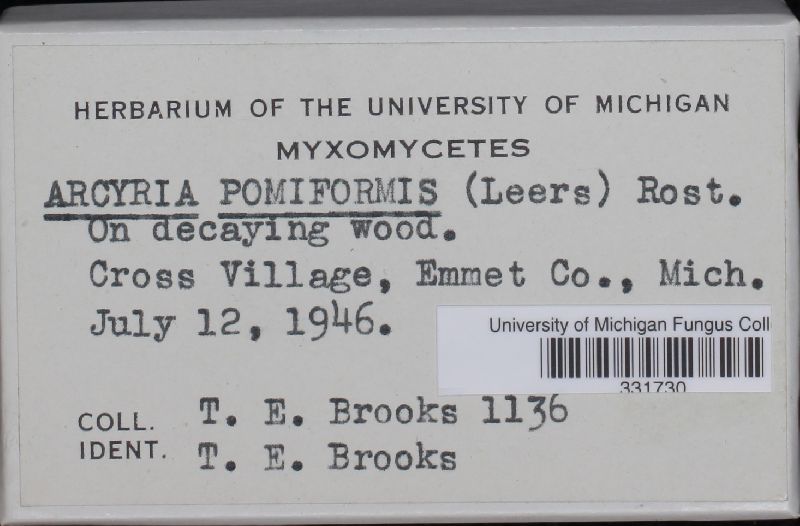 HERBARIUM OF THE UNIVERSITY OF MICHIGAN
MYXOMYCETES
ARCYRIA POMIFORMIS (Leers) Rost.
On decaying wood.
Cross Village, Emmet Co., Mich.
July 12, 1946.
University of Michigan Fungus Coll
331730
COLL. T. E. Brooks 1136
IDENT. T. E. Brooks